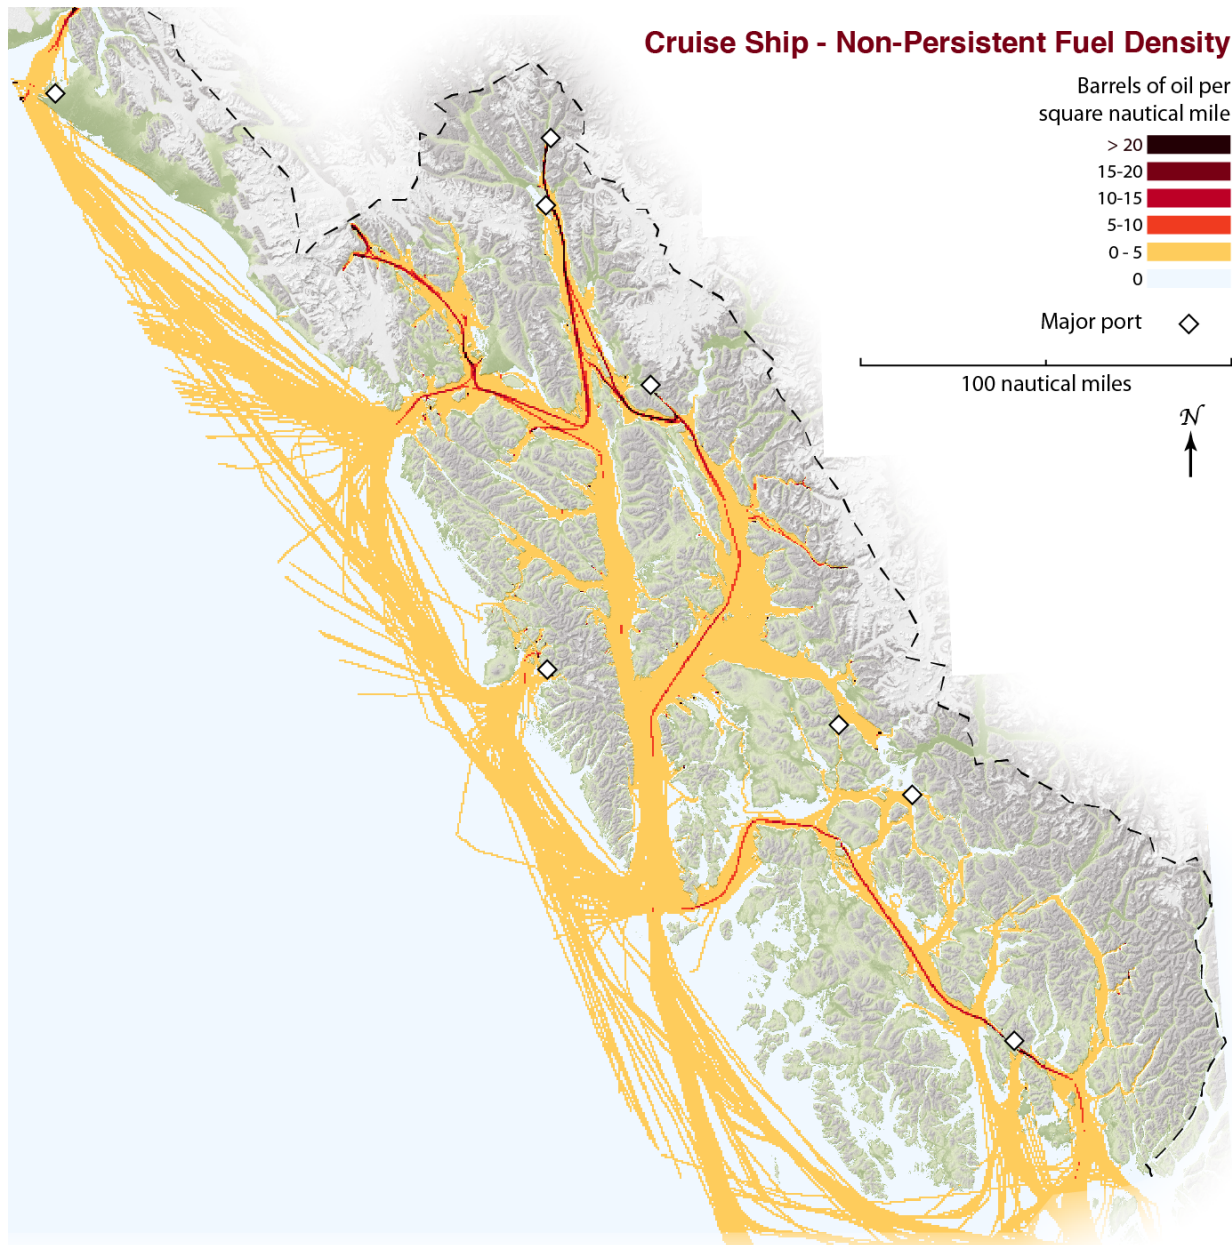 Cruise Ship - Non-Persistent Fuel Density
Barrels of oil per
square nautical mile
> 20
15-20
10-15
5-10
0 - 5
0
Major port
100 nautical miles
N